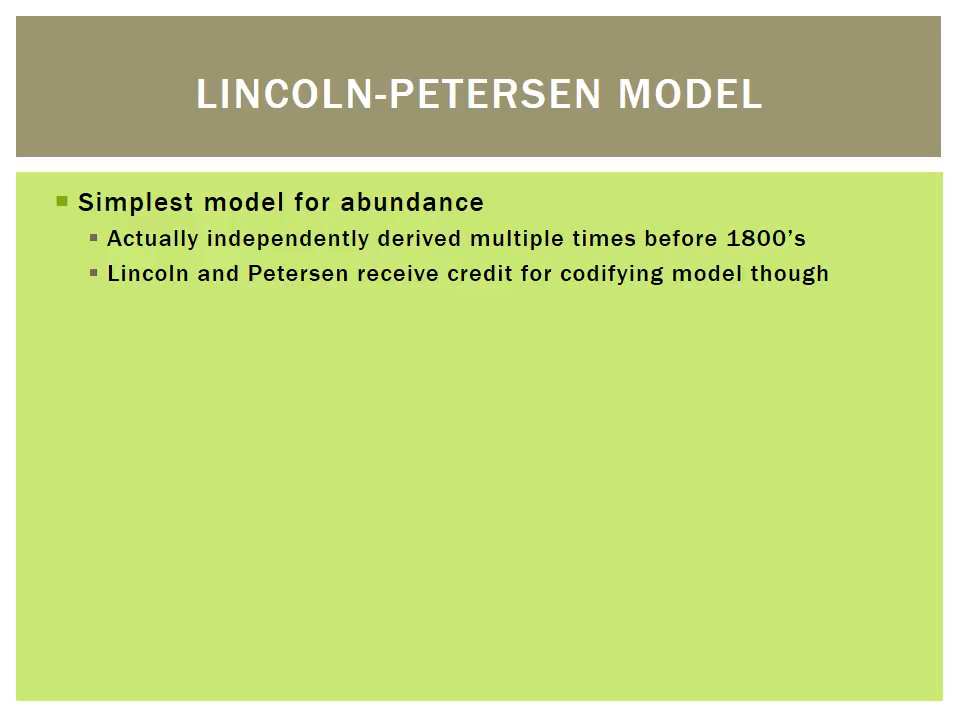 LINCOLN-PETERSEN MODEL
Simplest model for abundance
Actually independently derived multiple times before 1800’s
Lincoln and Petersen receive credit for codifying model though